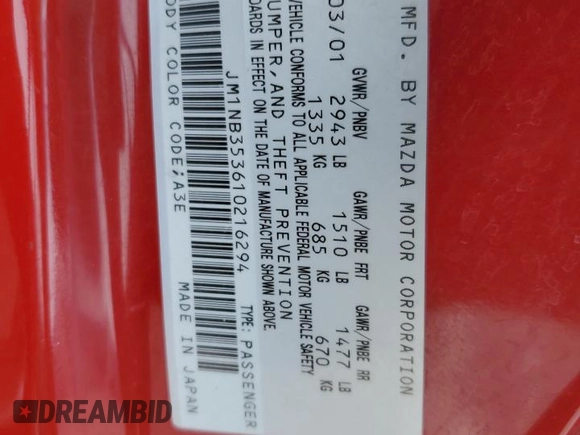 MFD. BY MAZDA MOTOR CORPORATION
03/01
GVWR/PNBV GAWR/PNBE FRT GAWR/PNBE RR
2943 LB 1510 LB 1477 LB
1335 KG 685 KG 670 KG
VEHICLE CONFORMS TO ALL APPLICABLE FEDERAL MOTOR VEHICLE SAFETY
BUMPER, AND THEFT PREVENTION
DARDS IN EFFECT ON THE DATE OF MANUFACTURE SHOWN ABOVE.
JM1NB353610216294 TYPE: PASSENGER
BODY COLOR CODE;A3E MADE IN JAPAN
DREAMBID